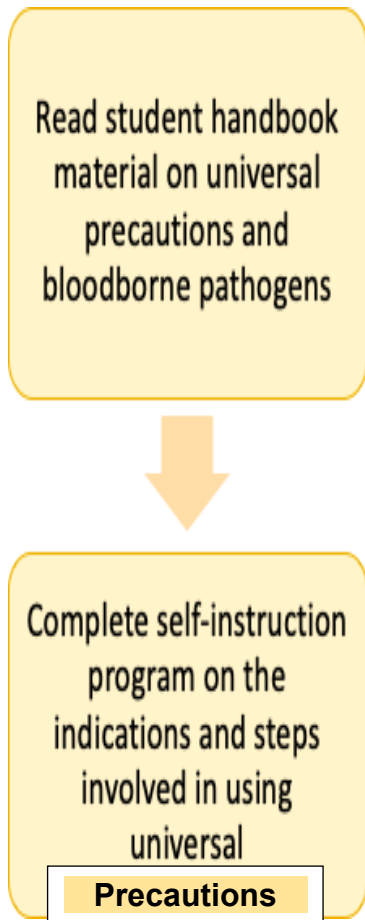 Read student handbook
material on universal
precautions and
bloodborne pathogens
Complete self-instruction
program on the
indications and steps
involved in using
universal
Precautions